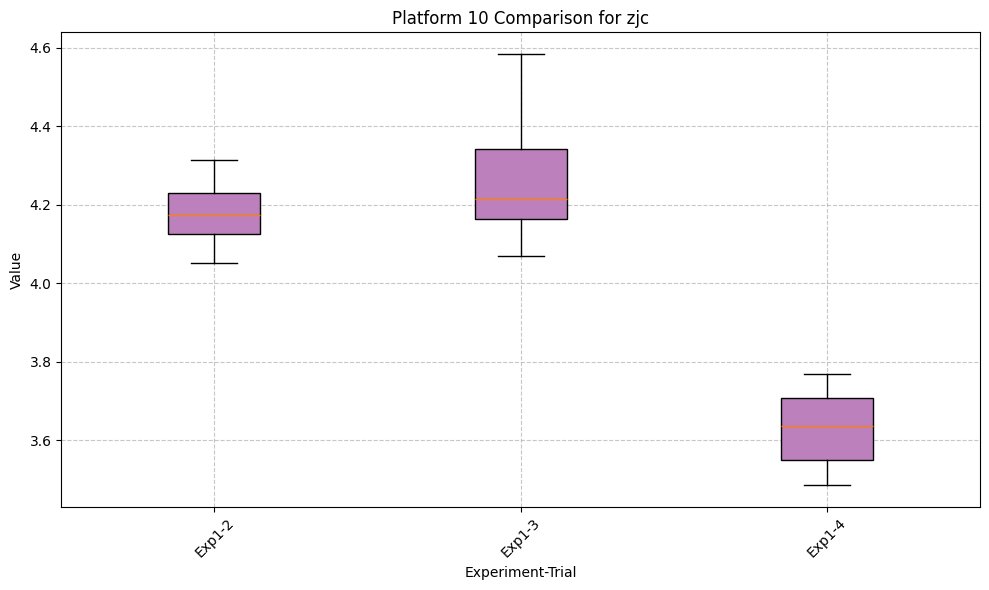 Platform 10 Comparison for zjc
4.6
4.4
4.2
4.0
3.8
3.6
Value
Exp1-2
Exp1-3
Exp1-4
Experiment-Trial